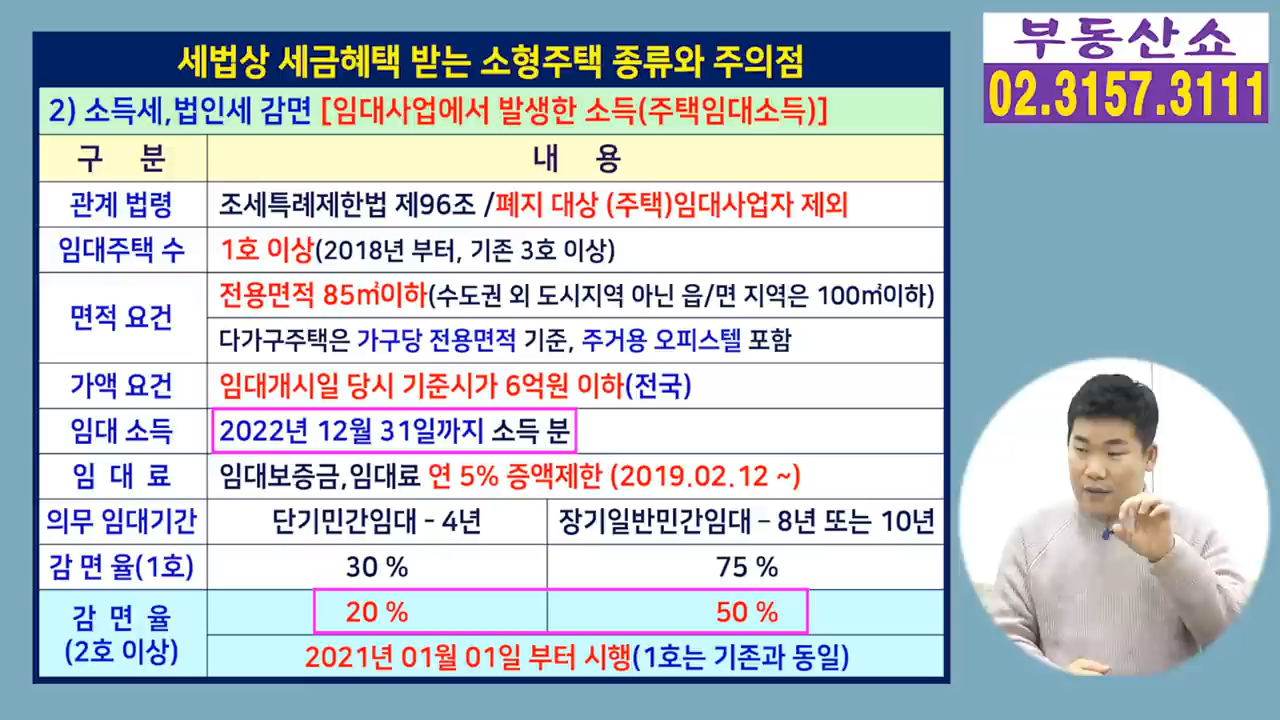 부동산쇼
02.3157.3111
세법상 세금혜택 받는 소형주택 종류와 주의점
2) 소득세,법인세 감면 [임대사업에서 발생한 소득(주택임대소득)]
구 분 내 용
관계 법령 조세특례제한법 제96조 /폐지 대상 (주택)임대사업자 제외
임대주택 수 1호 이상(2018년 부터, 기존 3호 이상)
면적 요건 전용면적 85㎡이하(수도권 외 도시지역 아닌 읍/면 지역은 100㎡이하)
다가구주택은 가구당 전용면적 기준, 주거용 오피스텔 포함
가액 요건 임대개시일 당시 기준시가 6억원 이하(전국)
임대 소득 2022년 12월 31일까지 소득 분
임 대 료 임대보증금,임대료 연 5% 증액제한 (2019.02.12 ~)
의무 임대기간 단기민간임대 - 4년 장기일반민간임대 – 8년 또는 10년
감 면 율(1호) 30 % 75 %
감 면 율 20 % 50 %
(2호 이상) 2021년 01월 01일 부터 시행(1호는 기존과 동일)